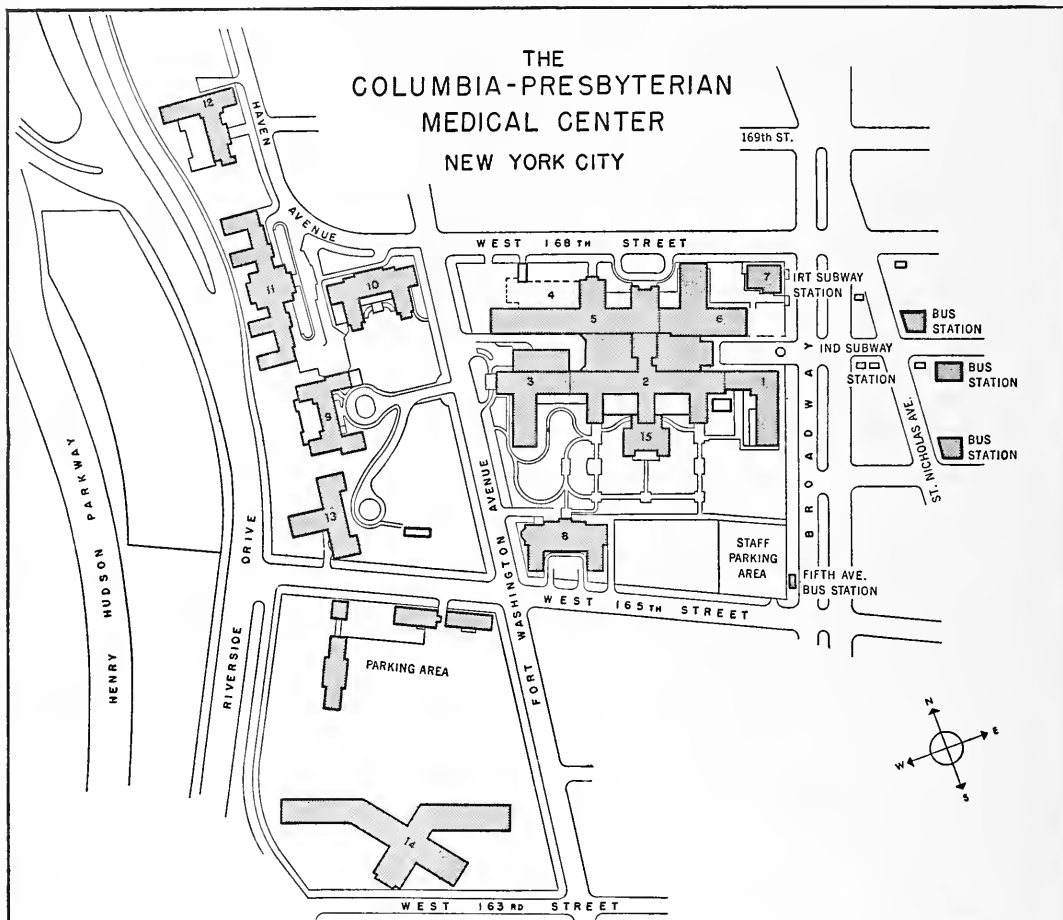 THE
COLUMBIA-PRESBYTERIAN
MEDICAL CENTER
NEW YORK CITY
169TH ST.
12
HAVEN
AVENUE
WEST 168TH STREET
11
10
4
7
IRT SUBWAY
STATION
5
6
BUS
STATION
IND SUBWAY
STATION
BUS
STATION
3
2
1
9
15
BUS
STATION
BROADWAY
ST. NICHOLAS AVE.
HENRY HUDSON PARKWAY
13
8
FORT WASHINGTON AVENUE
STAFF
PARKING
AREA
FIFTH AVE.
BUS STATION
RIVERSIDE DRIVE
WEST 165TH STREET
PARKING AREA
N
E
W
S
14
WEST 163RD STREET